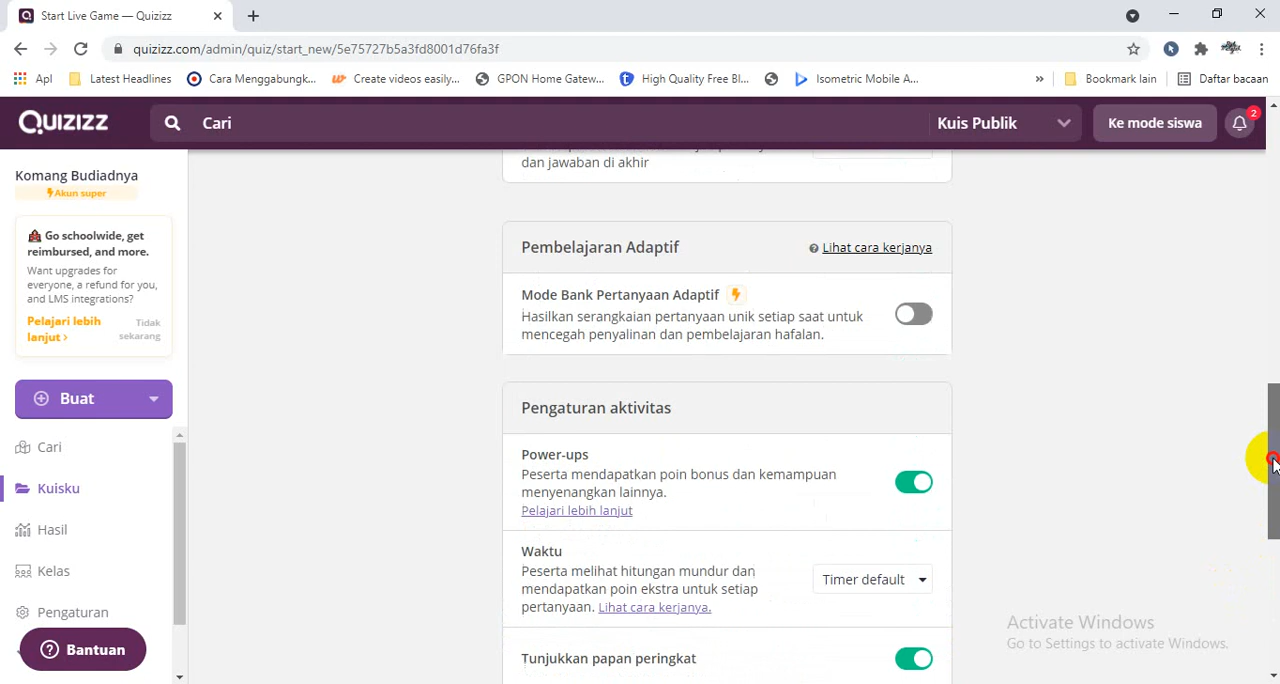 Start Live Game — Quizizz
quizizz.com/admin/quiz/start_new/5e75727b5a3fd8001d76fa3f
Apl
Latest Headlines
Cara Menggabungk...
Create videos easily...
GPON Home Gatew...
High Quality Free Bl...
Isometric Mobile A...
»
Bookmark lain
Daftar bacaan
QUIZIZZ
Cari
Kuis Publik
Ke mode siswa
2
Komang Budiadnya
Akun super
Go schoolwide, get
reimbursed, and more.
Want upgrades for
everyone, a refund for you,
and LMS integrations?
Pelajari lebih
lanjut ›
Tidak
sekarang
Buat
Cari
Kuisku
Hasil
Kelas
Pengaturan
Bantuan
dan jawaban di akhir
Pembelajaran Adaptif
Lihat cara kerjanya
Mode Bank Pertanyaan Adaptif
Hasilkan serangkaian pertanyaan unik setiap saat untuk
mencegah penyalinan dan pembelajaran hafalan.
Pengaturan aktivitas
Power-ups
Peserta mendapatkan poin bonus dan kemampuan
menyenangkan lainnya.
Pelajari lebih lanjut
Waktu
Peserta melihat hitungan mundur dan
mendapatkan poin ekstra untuk setiap
pertanyaan. Lihat cara kerjanya.
Timer default
Tunjukkan papan peringkat
Activate Windows
Go to Settings to activate Windows.